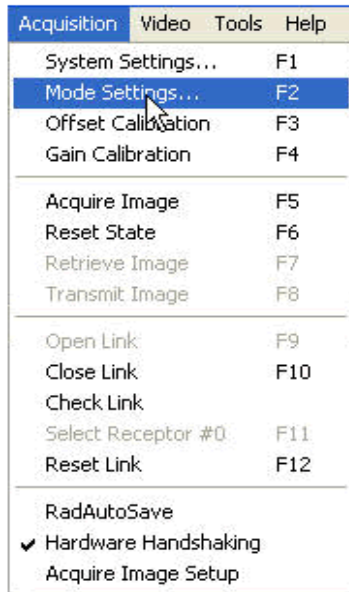 Acquisition Video Tools Help
System Settings... F1
Mode Settings... F2
Offset Calibration F3
Gain Calibration F4
Acquire Image F5
Reset State F6
Retrieve Image F7
Transmit Image F8
Open Link F9
Close Link F10
Check Link
Select Receptor #0 F11
Reset Link F12
RadAutoSave
Hardware Handshaking
Acquire Image Setup